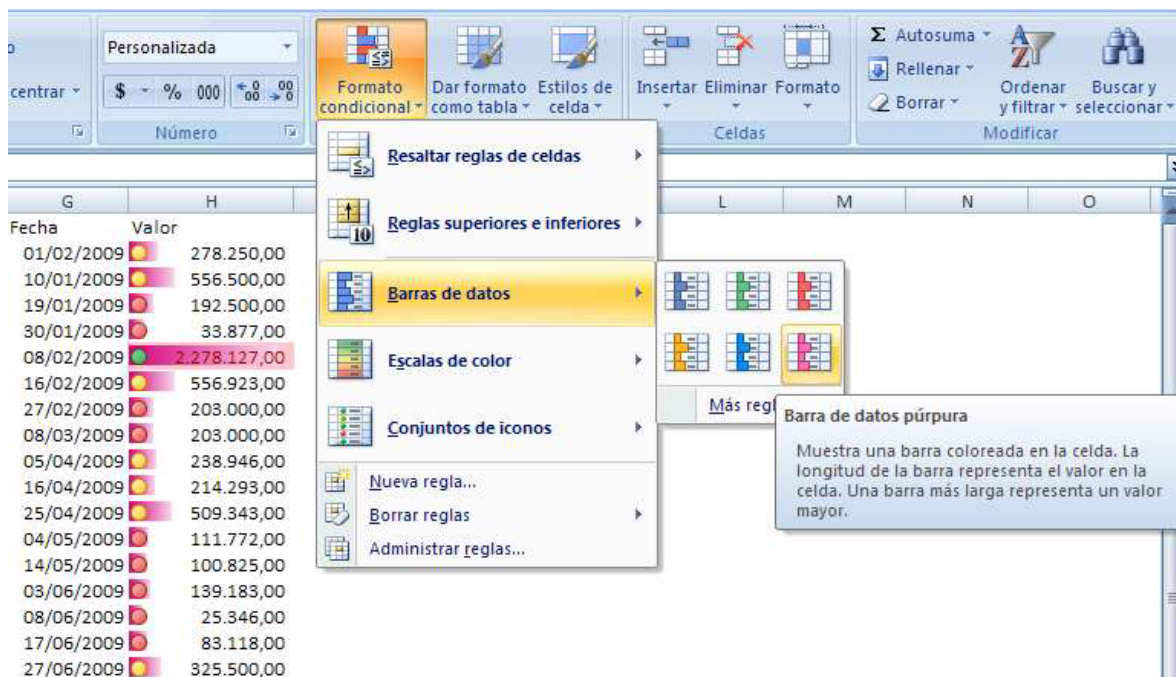 Personalizada
centrar
$ % 000
Número
Formato condicional
Dar formato como tabla
Estilos de celda
Insertar Eliminar Formato
Celdas
Σ Autosuma
Rellenar
Borrar
Ordenar y filtrar
Buscar y seleccionar
Modificar
Resaltar reglas de celdas
Reglas superiores e inferiores
Barras de datos
Escalas de color
Conjuntos de iconos
Nueva regla...
Borrar reglas
Administrar reglas...
Más regl
Barra de datos púrpura
Muestra una barra coloreada en la celda. La
longitud de la barra representa el valor en la
celda. Una barra más larga representa un valor
mayor.
G H L M N O
Fecha Valor
01/02/2009 278.250,00
10/01/2009 556.500,00
19/01/2009 192.500,00
30/01/2009 33.877,00
08/02/2009 2.278.127,00
16/02/2009 556.923,00
27/02/2009 203.000,00
08/03/2009 203.000,00
05/04/2009 238.946,00
16/04/2009 214.293,00
25/04/2009 509.343,00
04/05/2009 111.772,00
14/05/2009 100.825,00
03/06/2009 139.183,00
08/06/2009 25.346,00
17/06/2009 83.118,00
27/06/2009 325.500,00